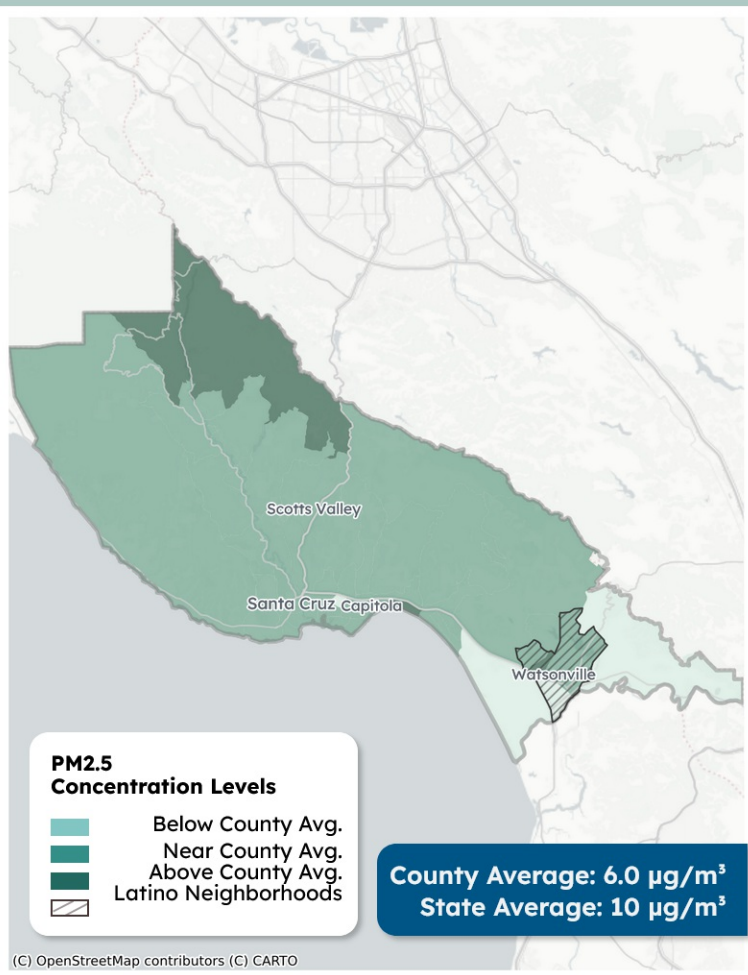 Scotts Valley
Santa Cruz
Capitola
Watsonville
PM2.5
Concentration Levels
Below County Avg.
Near County Avg.
Above County Avg.
Latino Neighborhoods
County Average: 6.0 µg/m³
State Average: 10 µg/m³
(C) OpenStreetMap contributors (C) CARTO